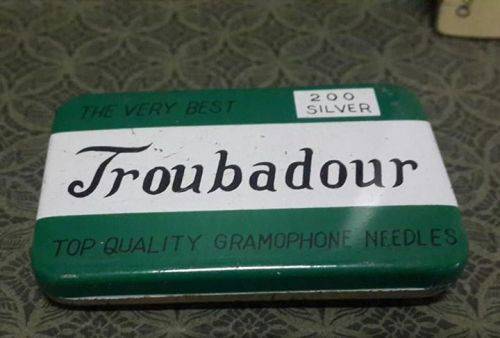 THE VERY BEST
200
SILVER
Troubadour
TOP QUALITY GRAMOPHONE NEEDLES